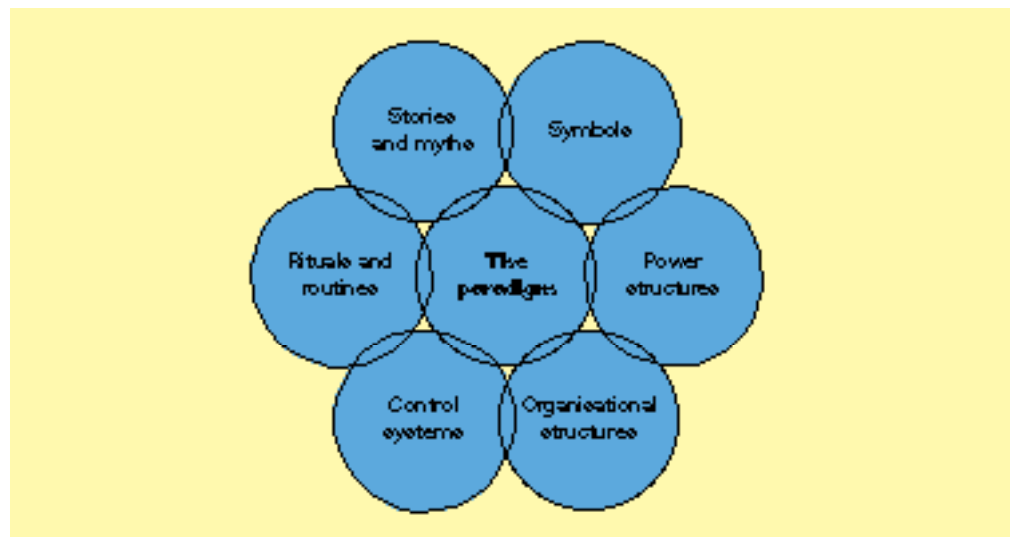 Stories
and myths
Symbols
Rituals and
routines
The
paradigm
Power
structures
Control
systems
Organisational
structures